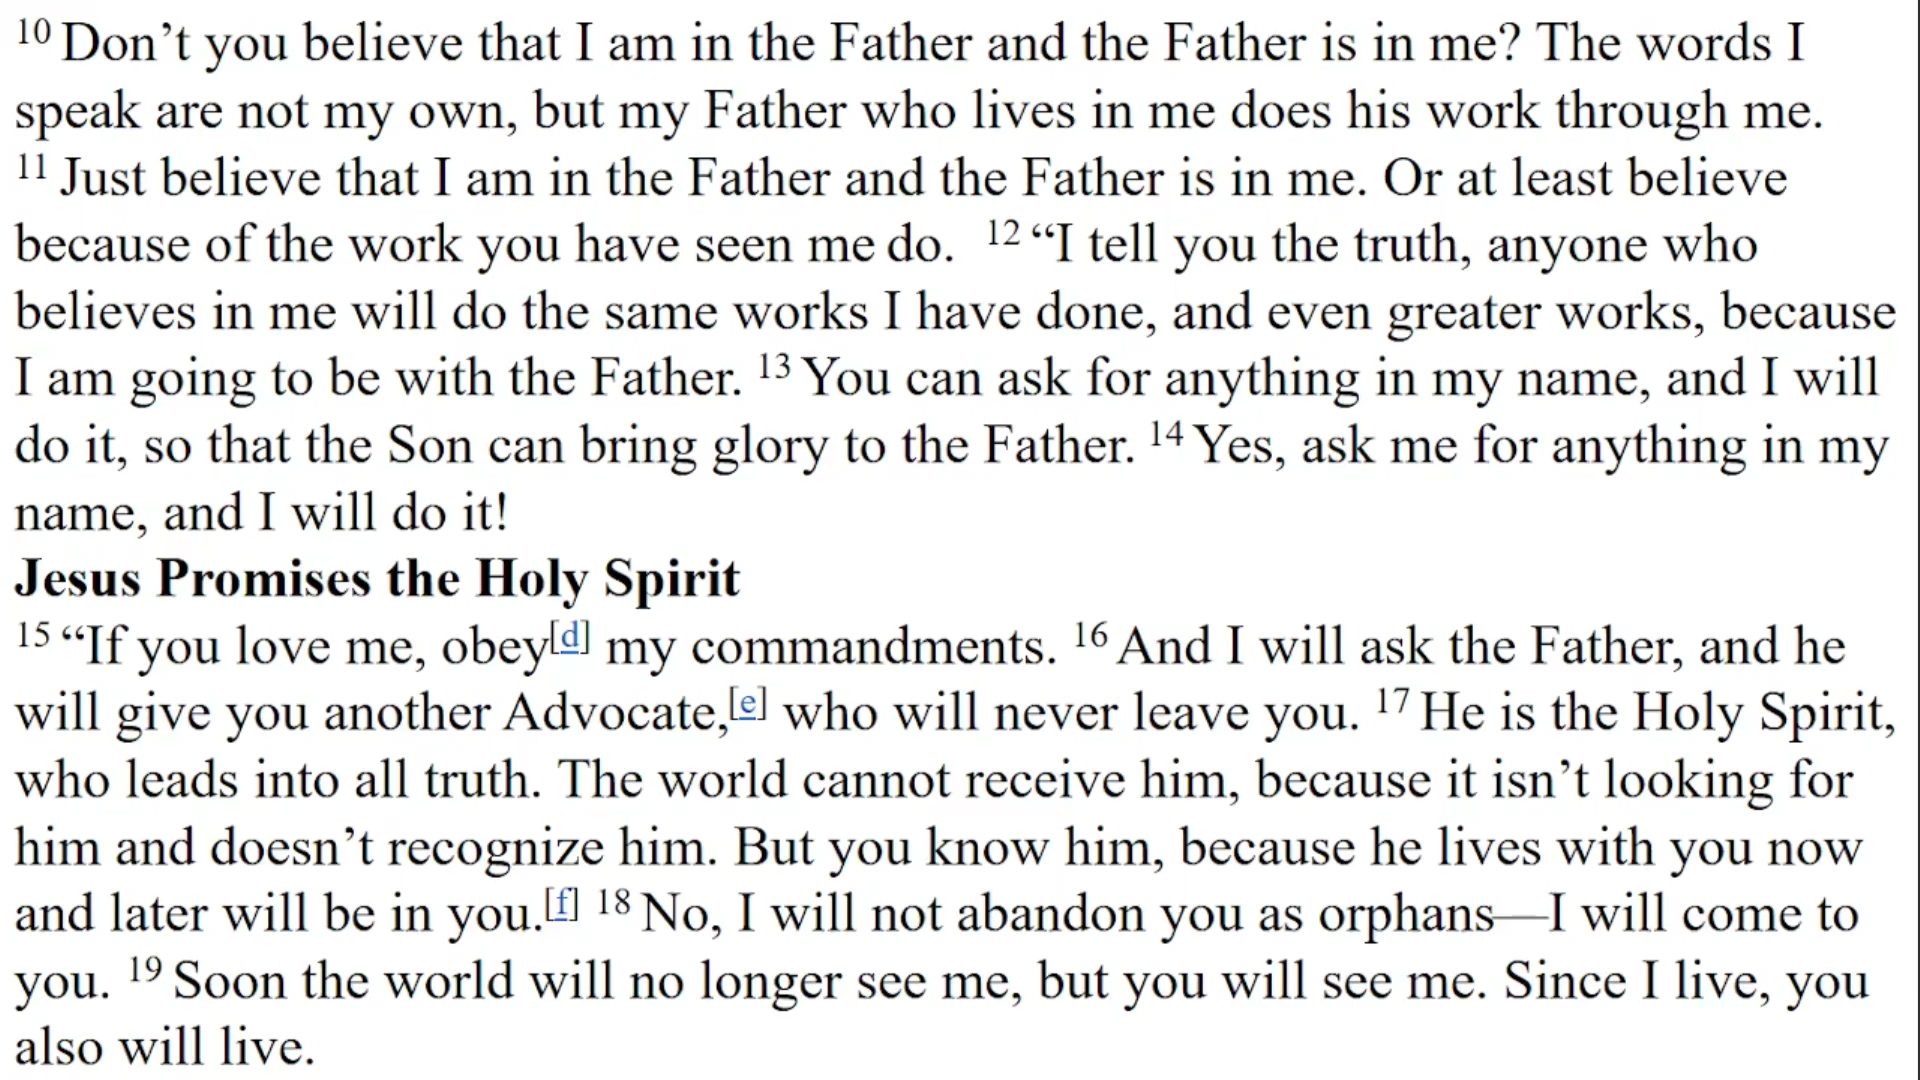 10 Don’t you believe that I am in the Father and the Father is in me? The words I
speak are not my own, but my Father who lives in me does his work through me.
11 Just believe that I am in the Father and the Father is in me. Or at least believe
because of the work you have seen me do. 12 “I tell you the truth, anyone who
believes in me will do the same works I have done, and even greater works, because
I am going to be with the Father. 13 You can ask for anything in my name, and I will
do it, so that the Son can bring glory to the Father. 14 Yes, ask me for anything in my
name, and I will do it!
Jesus Promises the Holy Spirit
15 “If you love me, obey[d] my commandments. 16 And I will ask the Father, and he
will give you another Advocate,[e] who will never leave you. 17 He is the Holy Spirit,
who leads into all truth. The world cannot receive him, because it isn’t looking for
him and doesn’t recognize him. But you know him, because he lives with you now
and later will be in you.[f] 18 No, I will not abandon you as orphans—I will come to
you. 19 Soon the world will no longer see me, but you will see me. Since I live, you
also will live.